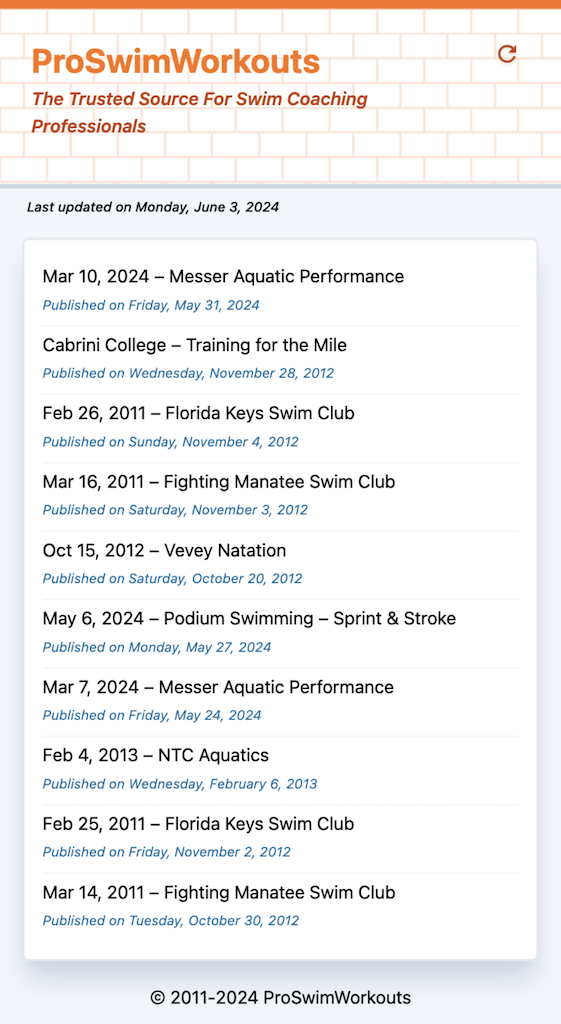 ProSwimWorkouts
The Trusted Source For Swim Coaching
Professionals
Last updated on Monday, June 3, 2024
Mar 10, 2024 – Messer Aquatic Performance
Published on Friday, May 31, 2024
Cabrini College – Training for the Mile
Published on Wednesday, November 28, 2012
Feb 26, 2011 – Florida Keys Swim Club
Published on Sunday, November 4, 2012
Mar 16, 2011 – Fighting Manatee Swim Club
Published on Saturday, November 3, 2012
Oct 15, 2012 – Vevey Natation
Published on Saturday, October 20, 2012
May 6, 2024 – Podium Swimming – Sprint & Stroke
Published on Monday, May 27, 2024
Mar 7, 2024 – Messer Aquatic Performance
Published on Friday, May 24, 2024
Feb 4, 2013 – NTC Aquatics
Published on Wednesday, February 6, 2013
Feb 25, 2011 – Florida Keys Swim Club
Published on Friday, November 2, 2012
Mar 14, 2011 – Fighting Manatee Swim Club
Published on Tuesday, October 30, 2012
© 2011-2024 ProSwimWorkouts